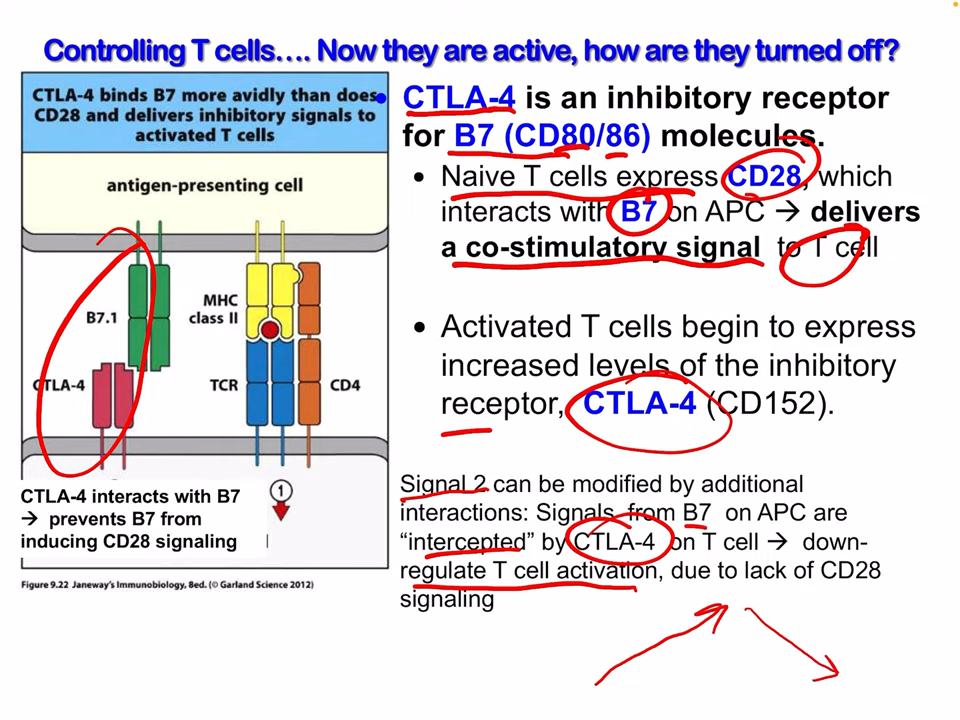 Controlling T cells…. Now they are active, how are they turned off?
CTLA-4 binds B7 more avidly than does
CD28 and delivers inhibitory signals to
activated T cells
antigen-presenting cell
B7.1
MHC
class II
CTLA-4
TCR
CD4
1
CTLA-4 interacts with B7
→ prevents B7 from
inducing CD28 signaling
Figure 9.22 Janeway's Immunobiology, 8ed. (© Garland Science 2012)
• CTLA-4 is an inhibitory receptor
for B7 (CD80/86) molecules.
• Naive T cells express CD28, which
interacts with B7 on APC → delivers
a co-stimulatory signal to T cell
• Activated T cells begin to express
increased levels of the inhibitory
receptor, CTLA-4 (CD152).
Signal 2 can be modified by additional
interactions: Signals from B7 on APC are
“intercepted” by CTLA-4 on T cell → down-
regulate T cell activation, due to lack of CD28
signaling